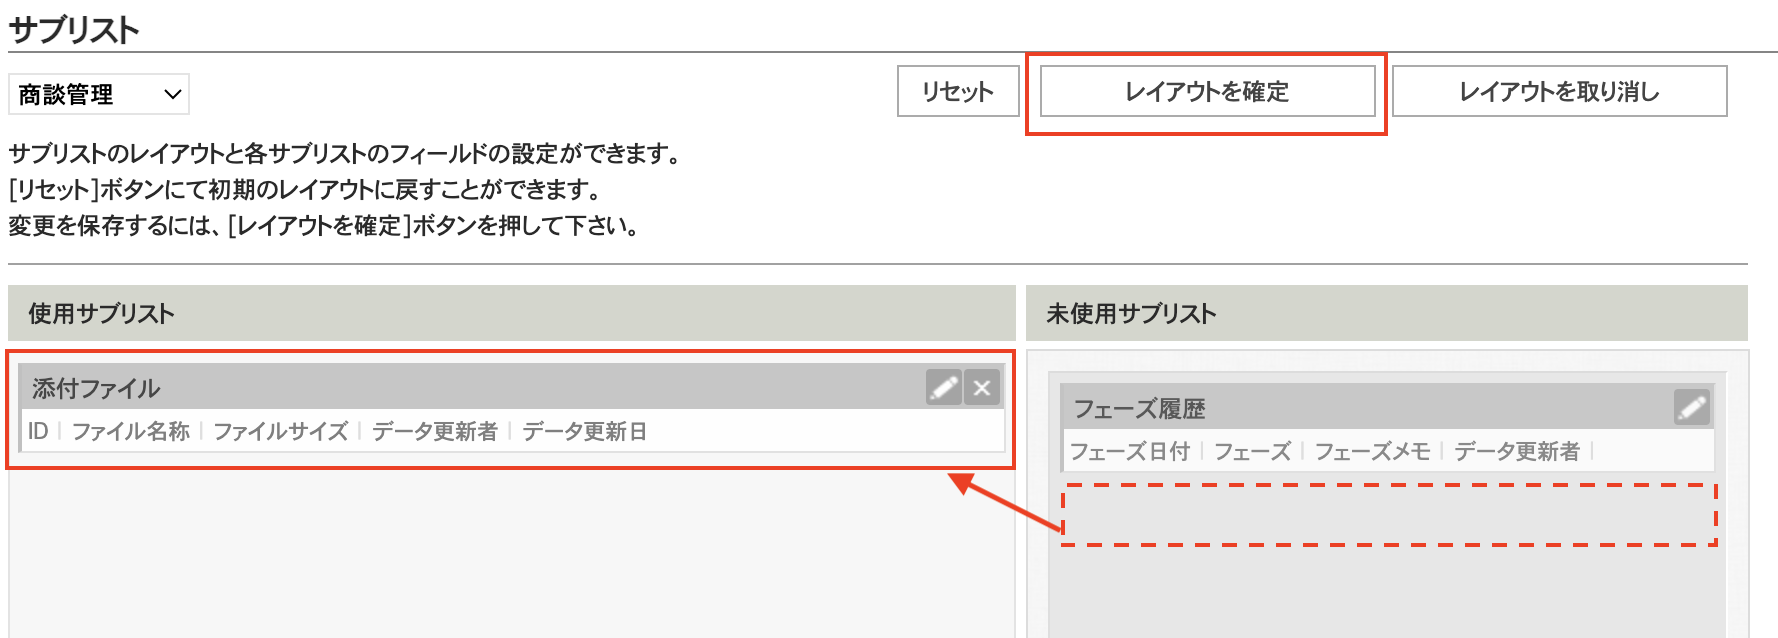 サブリスト
商談管理
リセット
レイアウトを確定
レイアウトを取り消し
サブリストのレイアウトと各サブリストのフィールドの設定ができます。
[リセット]ボタンにて初期のレイアウトに戻すことができます。
変更を保存するには、[レイアウトを確定]ボタンを押して下さい。
使用サブリスト
未使用サブリスト
添付ファイル
ID | ファイル名称 | ファイルサイズ | データ更新者 | データ更新日
フェーズ履歴
フェーズ日付 | フェーズ | フェーズメモ | データ更新者 |